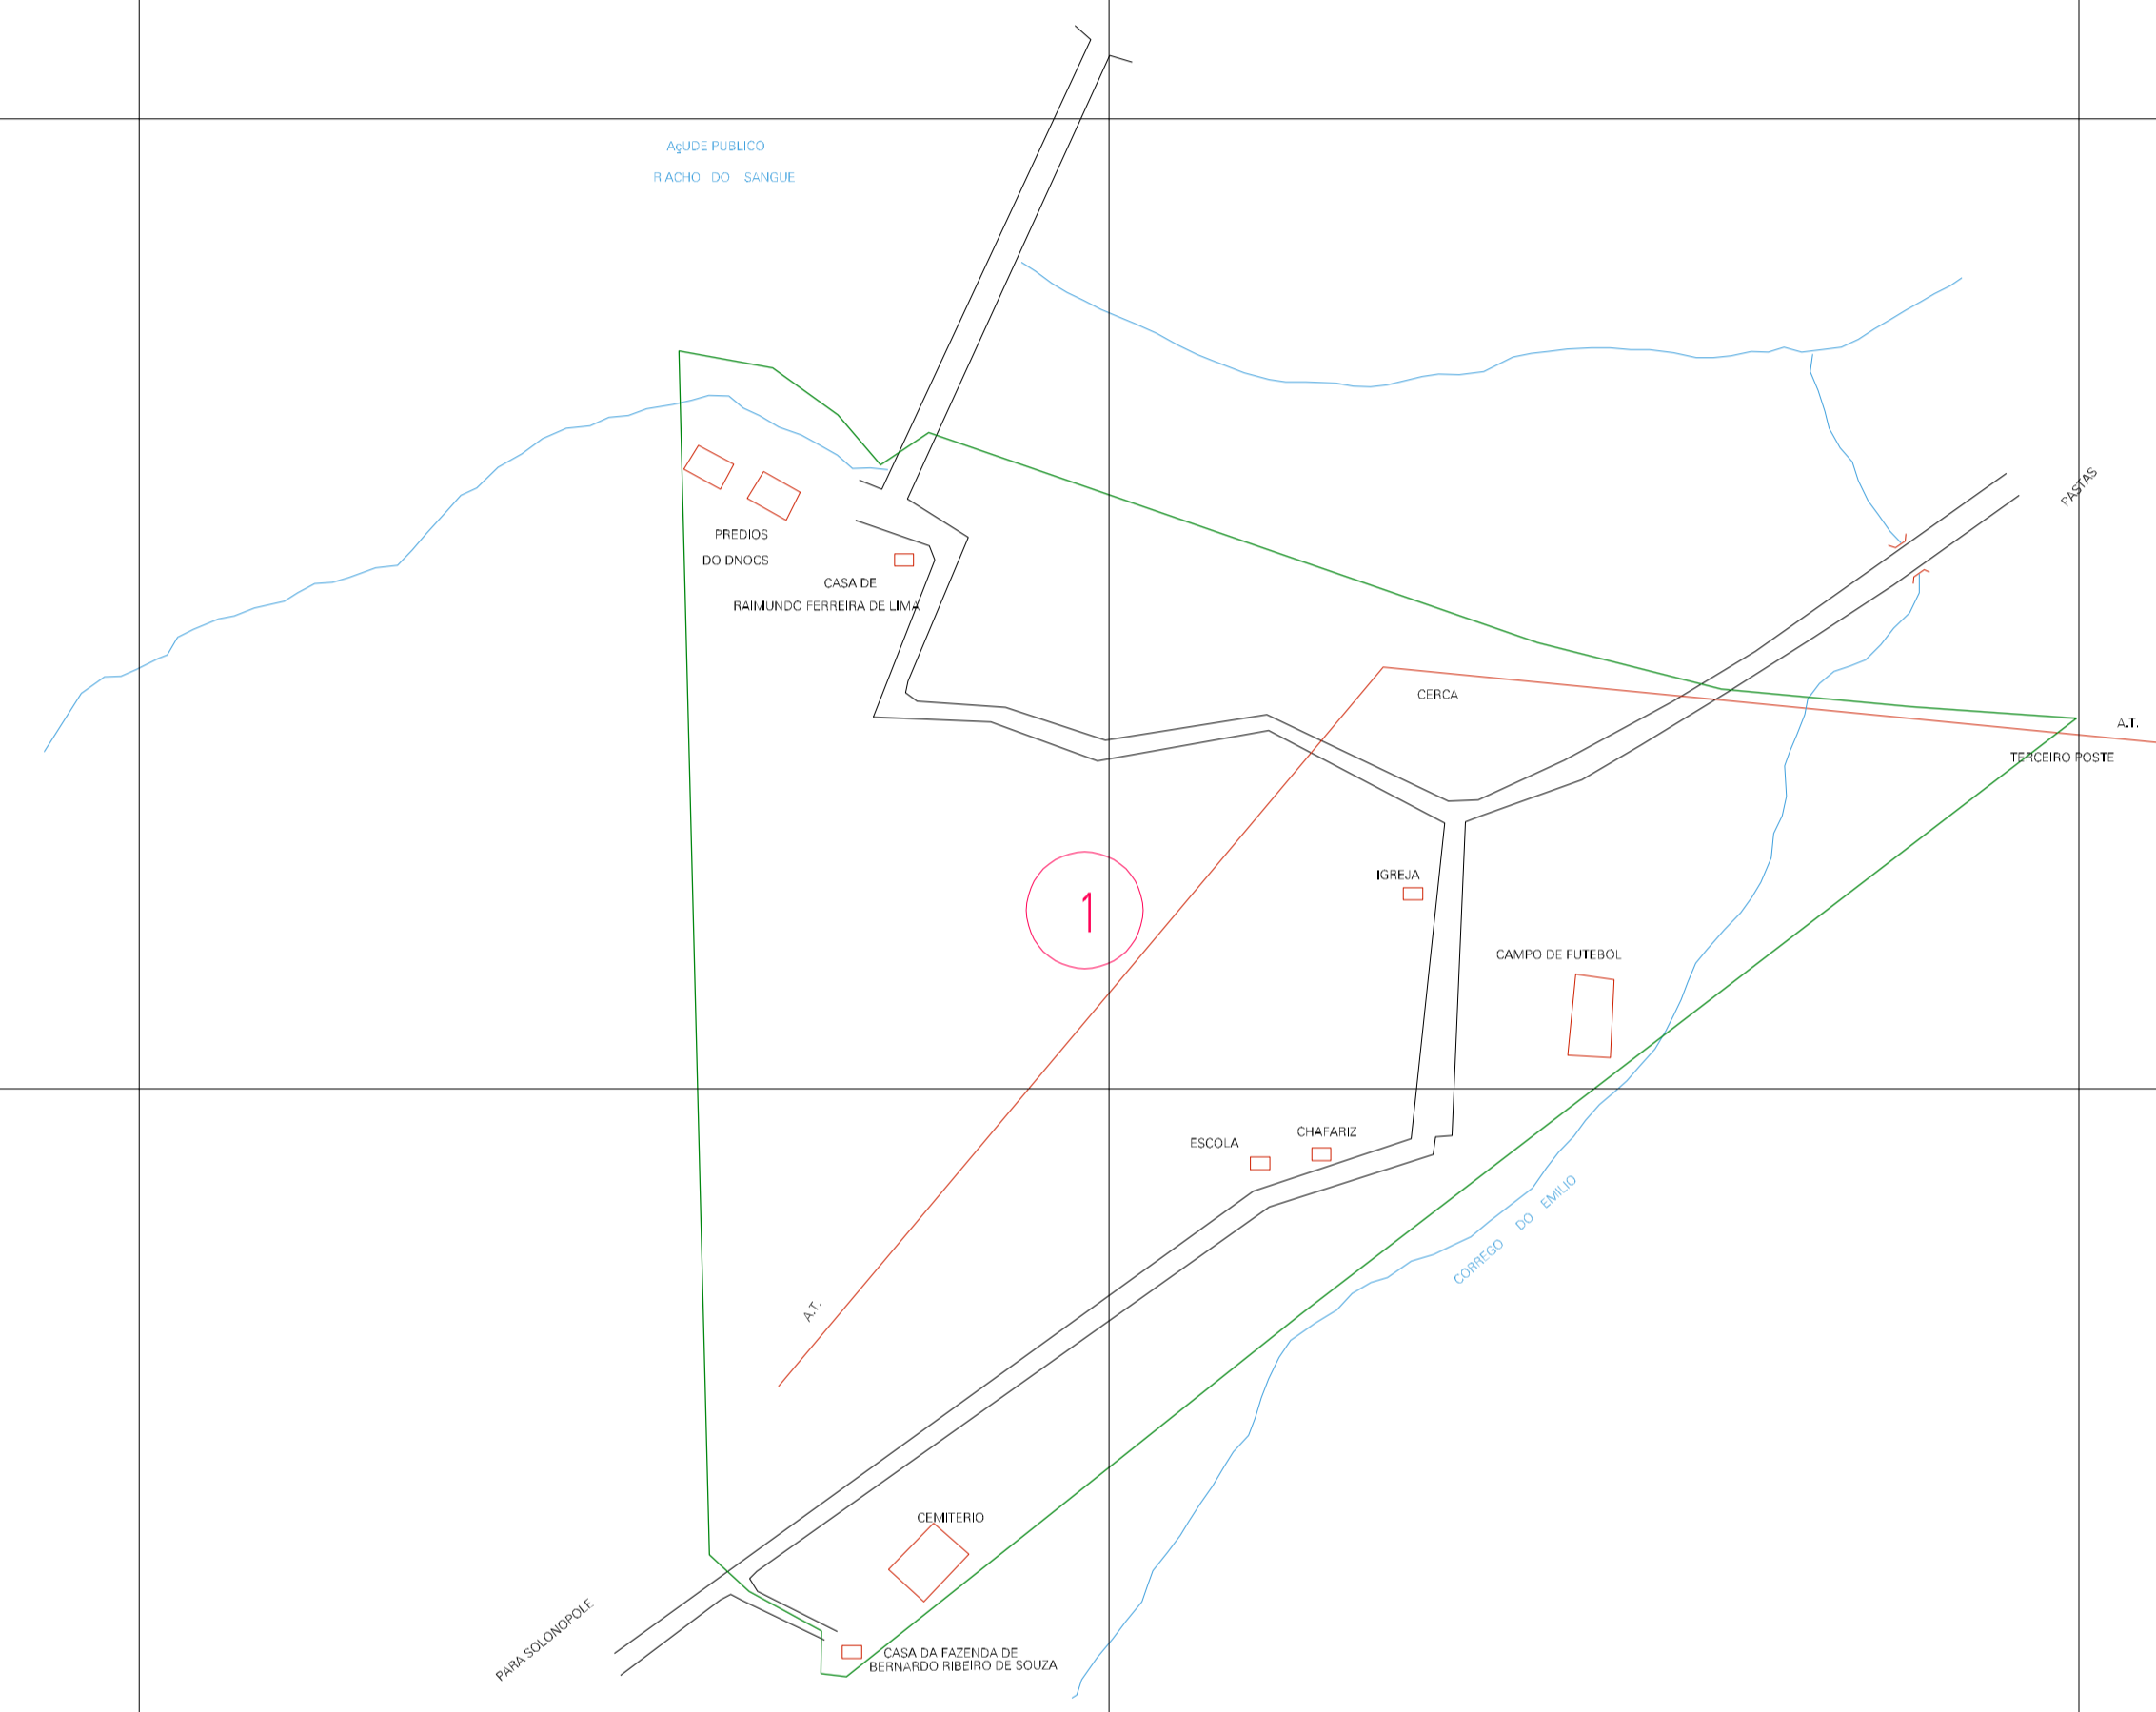 AçUDE PUBLICO
RIACHO DO SANGUE
PASTAS
PREDIOS
DO DNOCS
CASA DE
RAIMUNDO FERREIRA DE LIMA
CERCA
A.T.
TERCEIRO POSTE
IGREJA
1
CAMPO DE FUTEBOL
CHAFARIZ
ESCOLA
CORREGO DO EMILIO
A.T.
CEMITERIO
PARA SOLONOPOLE
CASA DA FAZENDA DE
BERNARDO RIBEIRO DE SOUZA